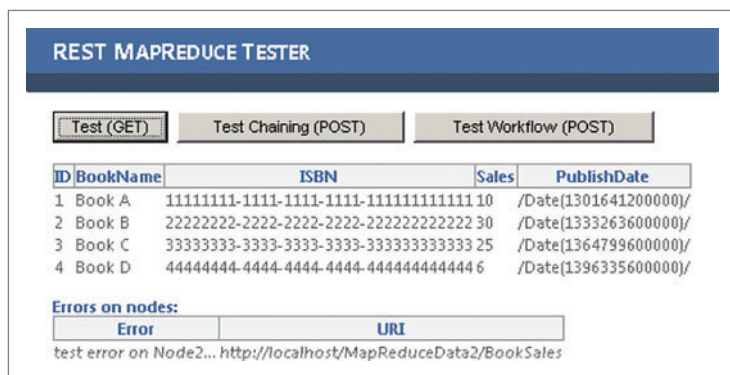 REST MAPREDUCE TESTER
Test (GET) Test Chaining (POST) Test Workflow (POST)
ID BookName ISBN Sales PublishDate
1 Book A 11111111-1111-1111-1111-111111111111 10 /Date(1301641200000)/
2 Book B 22222222-2222-2222-2222-222222222222 30 /Date(1333263600000)/
3 Book C 33333333-3333-3333-3333-333333333333 25 /Date(1364799600000)/
4 Book D 44444444-4444-4444-4444-444444444444 6 /Date(1396335600000)/
Errors on nodes:
Error URI
test error on Node2... http://localhost/MapReduceData2/BookSales